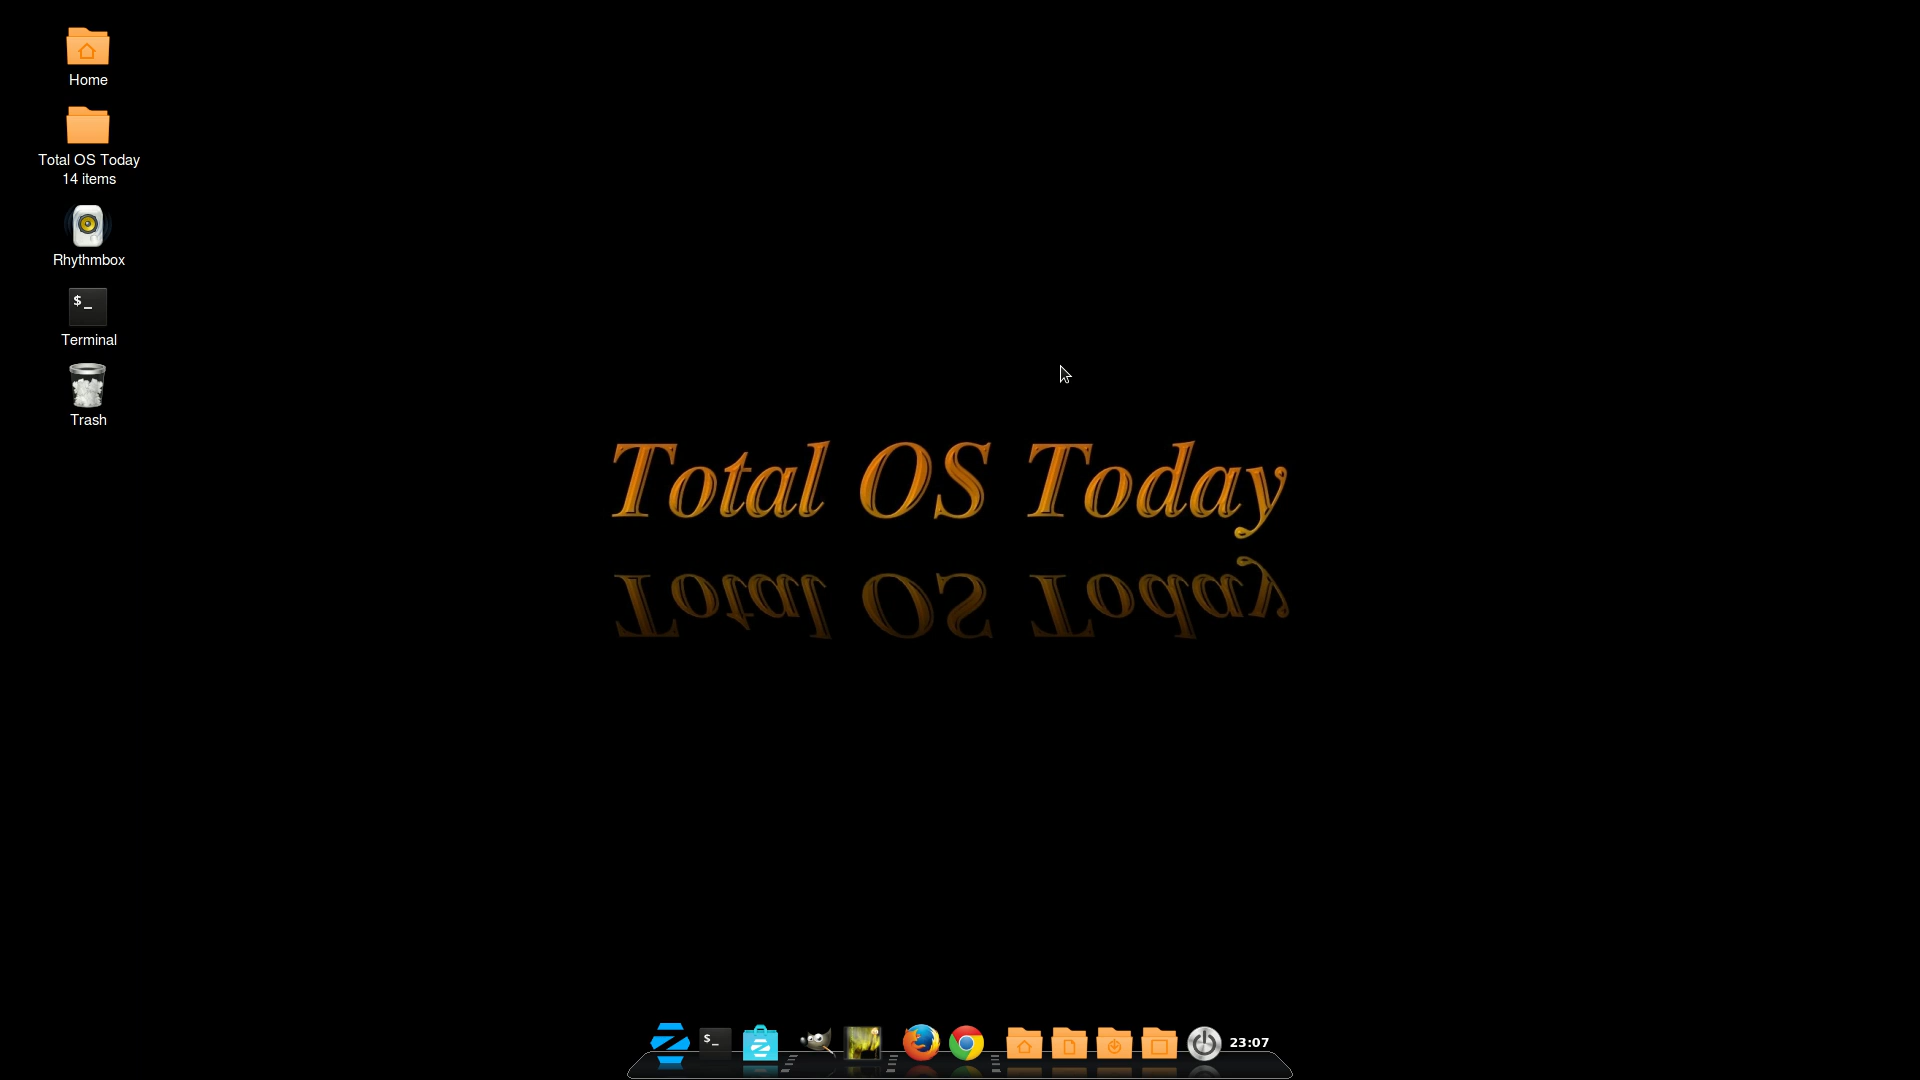 Home
Total OS Today
14 items
Rhythmbox
$_
Terminal
Trash
Total OS Today
$_
23:07